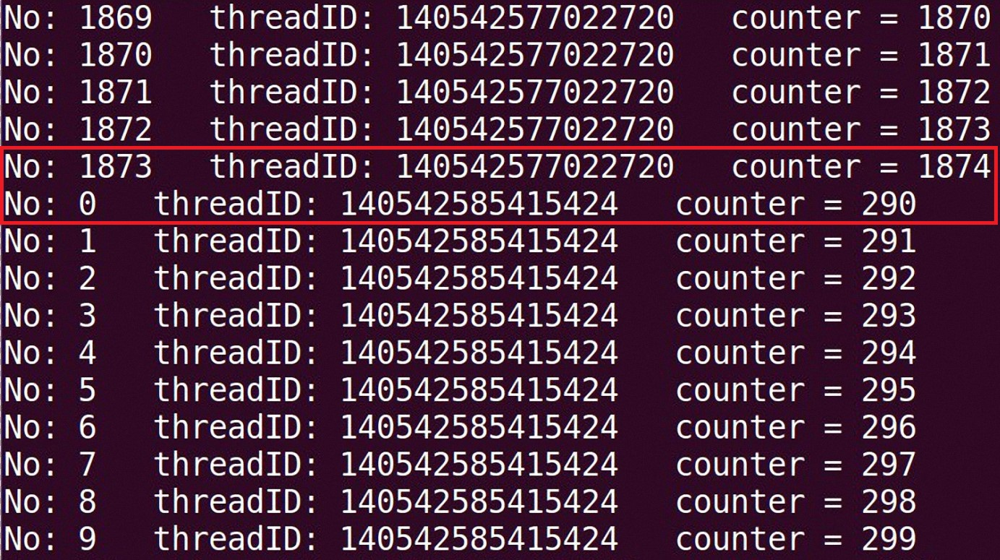 No: 1869   threadID: 140542577022720   counter = 1870
No: 1870   threadID: 140542577022720   counter = 1871
No: 1871   threadID: 140542577022720   counter = 1872
No: 1872   threadID: 140542577022720   counter = 1873
No: 1873   threadID: 140542577022720   counter = 1874
No: 0   threadID: 140542585415424   counter = 290
No: 1   threadID: 140542585415424   counter = 291
No: 2   threadID: 140542585415424   counter = 292
No: 3   threadID: 140542585415424   counter = 293
No: 4   threadID: 140542585415424   counter = 294
No: 5   threadID: 140542585415424   counter = 295
No: 6   threadID: 140542585415424   counter = 296
No: 7   threadID: 140542585415424   counter = 297
No: 8   threadID: 140542585415424   counter = 298
No: 9   threadID: 140542585415424   counter = 299